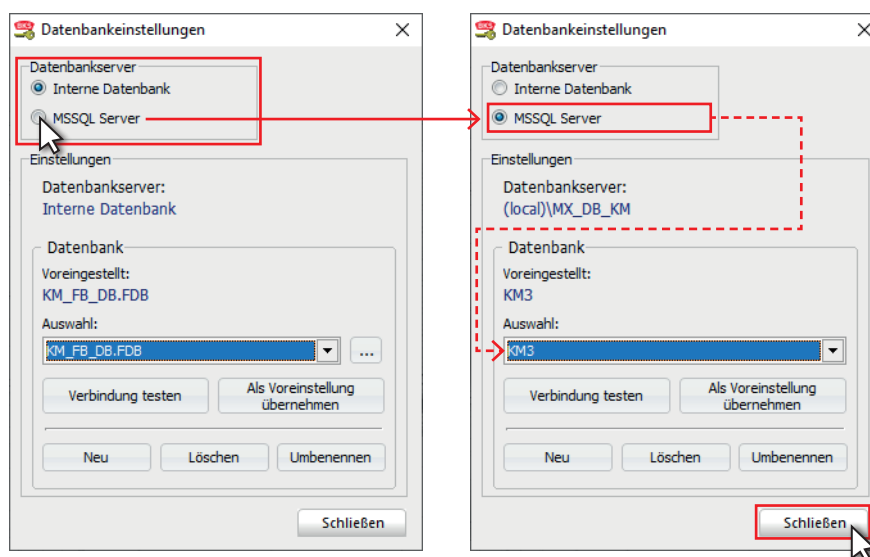 BKS Datenbankeinstellungen
Datenbankserver
Interne Datenbank
MSSQL Server
Einstellungen
Datenbankserver:
Interne Datenbank
Datenbank
Voreingestellt:
KM_FB_DB.FDB
Auswahl:
KM_FB_DB.FDB
...
Verbindung testen
Als Voreinstellung
übernehmen
Neu Löschen Umbenennen
Schließen
BKS Datenbankeinstellungen
Datenbankserver
Interne Datenbank
MSSQL Server
Einstellungen
Datenbankserver:
(local)\MX_DB_KM
Datenbank
Voreingestellt:
KM3
Auswahl:
KM3
Verbindung testen
Als Voreinstellung
übernehmen
Neu Löschen Umbenennen
Schließen